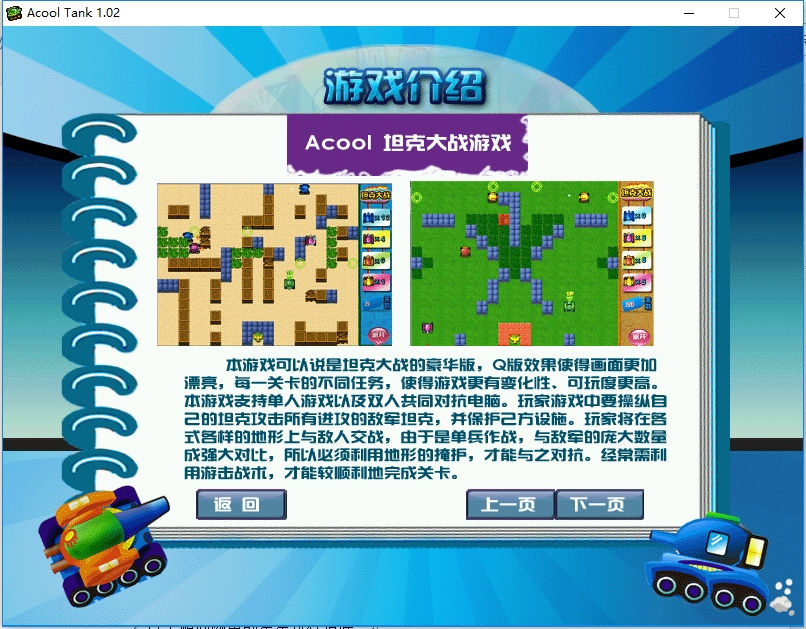 Acool Tank 1.02
游戏介绍
Acool 坦克大战游戏
坦克大战
坦克大战
本游戏可以说是坦克大战的豪华版，Q版效果使得画面更加
漂亮，每一关卡的不同任务，使得游戏更有变化性、可玩度更高。
本游戏支持单人游戏以及双人共同对抗电脑。玩家游戏中要操纵自
己的坦克攻击所有进攻的敌军坦克，并保护己方设施。玩家将在各
式各样的地形上与敌人交战，由于是单兵作战，与敌军的庞大数量
成强大对比，所以必须利用地形的掩护，才能与之对抗。经常需利
用游击战术，才能较顺利地完成关卡。
返 回
上一页
下一页